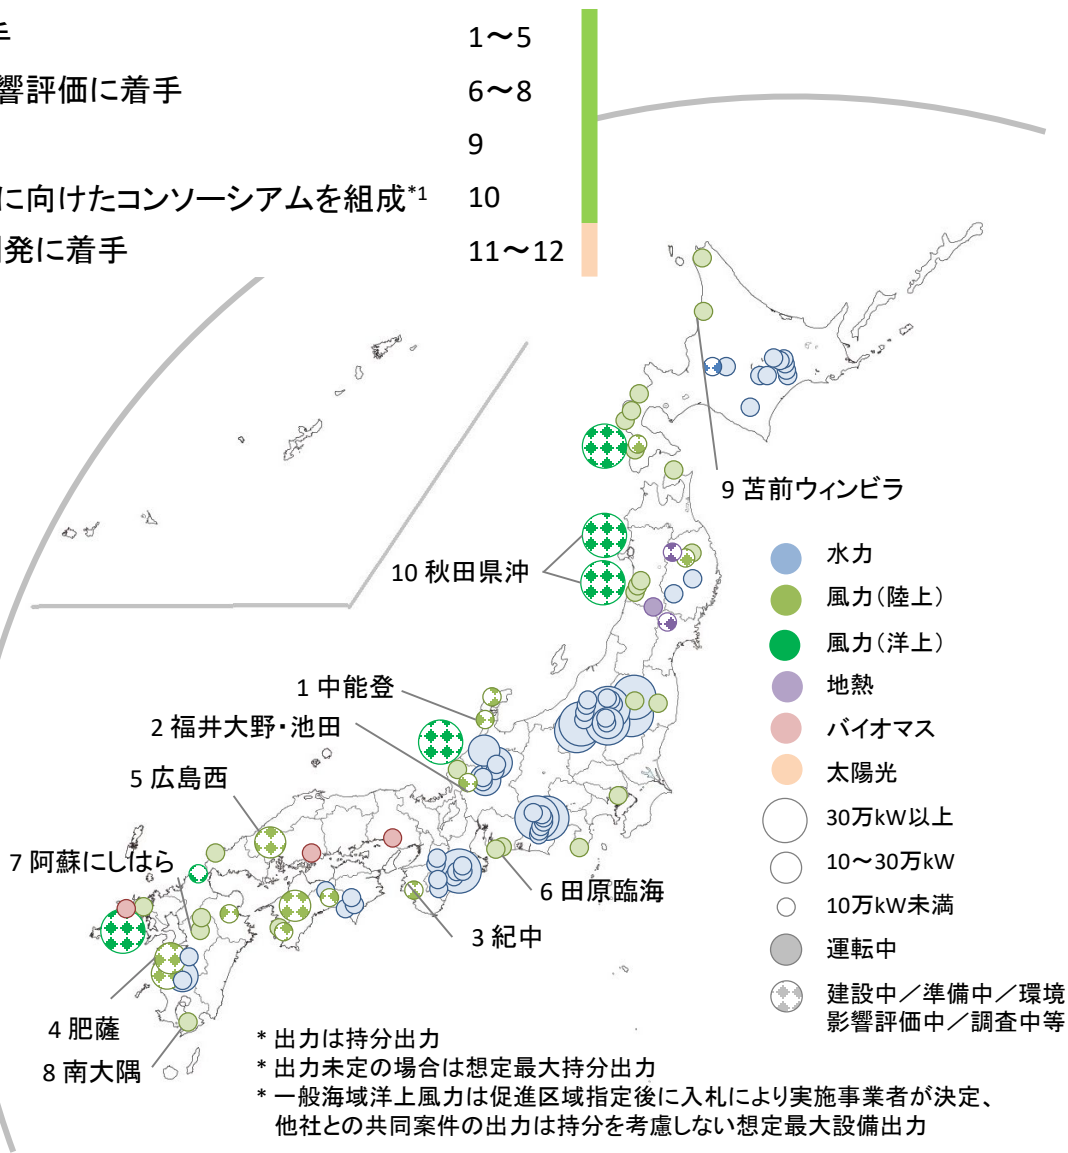 手 1～5
響評価に着手 6～8
9
に向けたコンソーシアムを組成*1 10
発に着手 11～12
9 苫前ウィンビラ
10 秋田県沖
1 中能登
2 福井大野・池田
5 広島西
7 阿蘇にしはら
6 田原臨海
3 紀中
4 肥薩
8 南大隅
水力
風力（陸上）
風力（洋上）
地熱
バイオマス
太陽光
30万kW以上
10～30万kW
10万kW未満
運転中
建設中／準備中／環境
影響評価中／調査中等
* 出力は持分出力
* 出力未定の場合は想定最大持分出力
* 一般海域洋上風力は促進区域指定後に入札により実施事業者が決定、
他社との共同案件の出力は持分を考慮しない想定最大設備出力